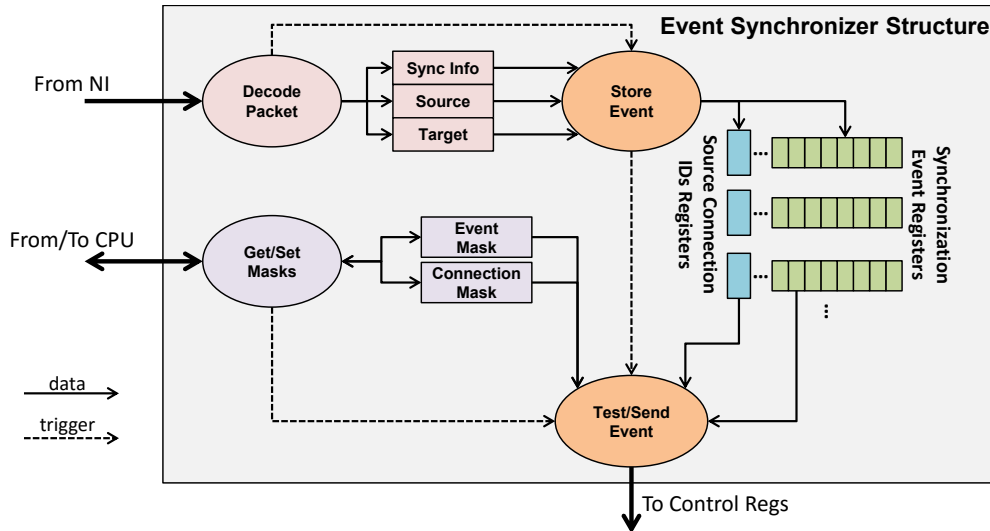 Event Synchronizer Structure
From NI
Decode
Packet
Sync Info
Source
Target
Store
Event
...
...
...
...
Source Connection
IDs Registers
Synchronization
Event Registers
From/To CPU
Get/Set
Masks
Event
Mask
Connection
Mask
data
trigger
Test/Send
Event
To Control Regs